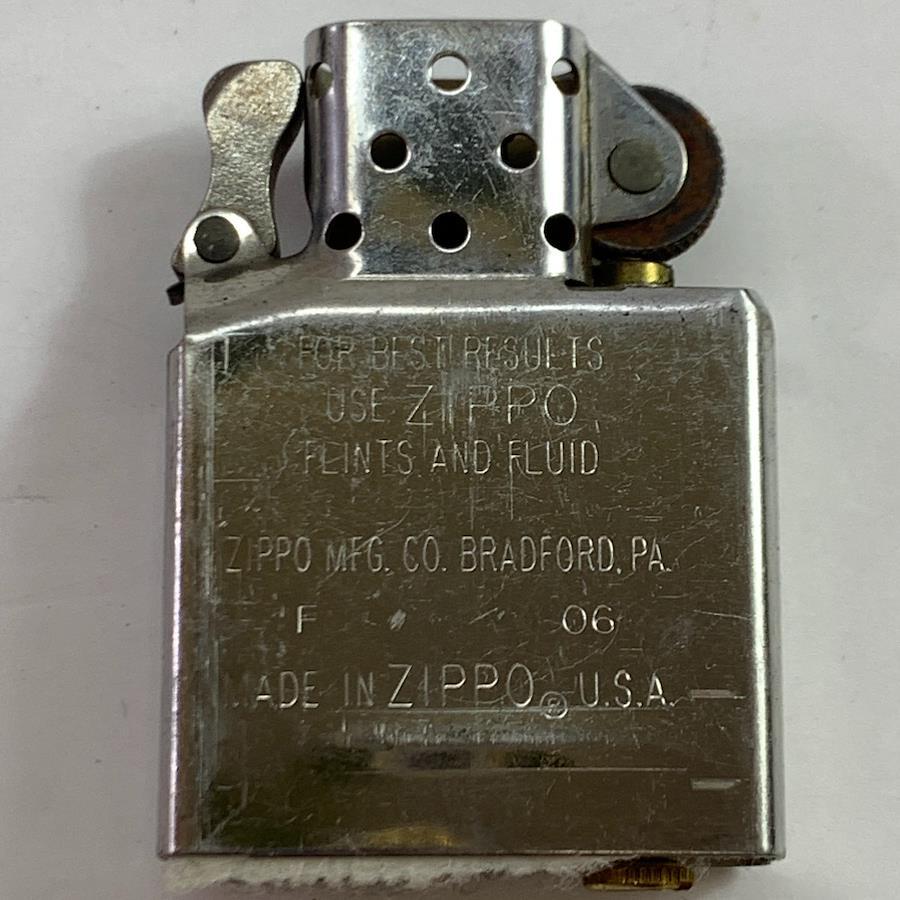 FOR BEST RESULTS
USE ZIPPO
FLINTS AND FLUID
ZIPPO MFG. CO. BRADFORD, PA.
F 06
MADE IN ZIPPO® U.S.A.